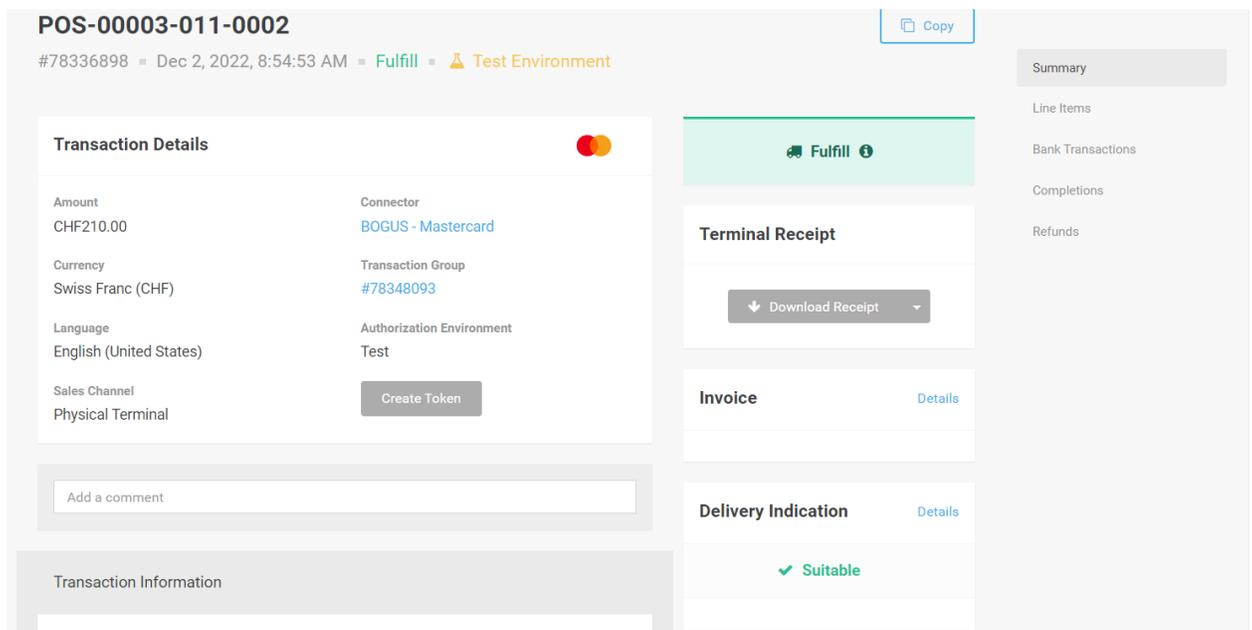 POS-00003-011-0002
Copy
#78336898 Dec 2, 2022, 8:54:53 AM Fulfill Test Environment
Transaction Details
Amount
CHF210.00
Currency
Swiss Franc (CHF)
Language
English (United States)
Sales Channel
Physical Terminal
Connector
BOGUS - Mastercard
Transaction Group
#78348093
Authorization Environment
Test
Create Token
Add a comment
Transaction Information
Fulfill
Terminal Receipt
Download Receipt
Invoice Details
Delivery Indication Details
Suitable
Summary
Line Items
Bank Transactions
Completions
Refunds